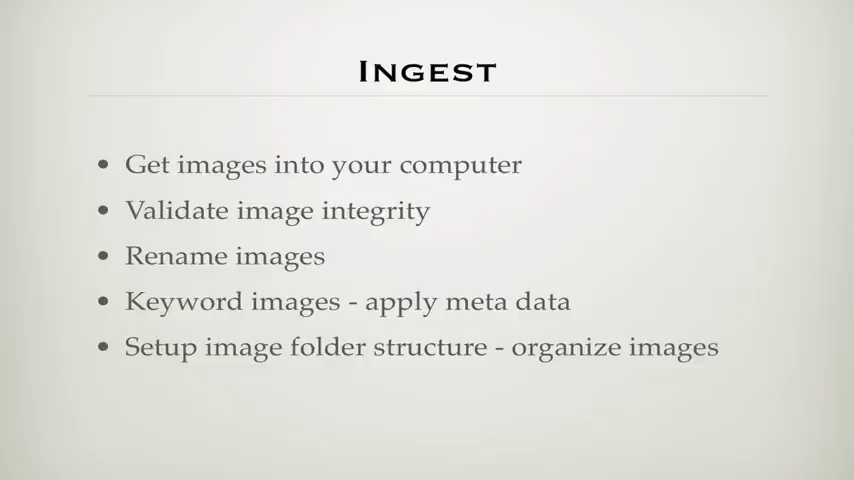 INGEST
• Get images into your computer
• Validate image integrity
• Rename images
• Keyword images - apply meta data
• Setup image folder structure - organize images